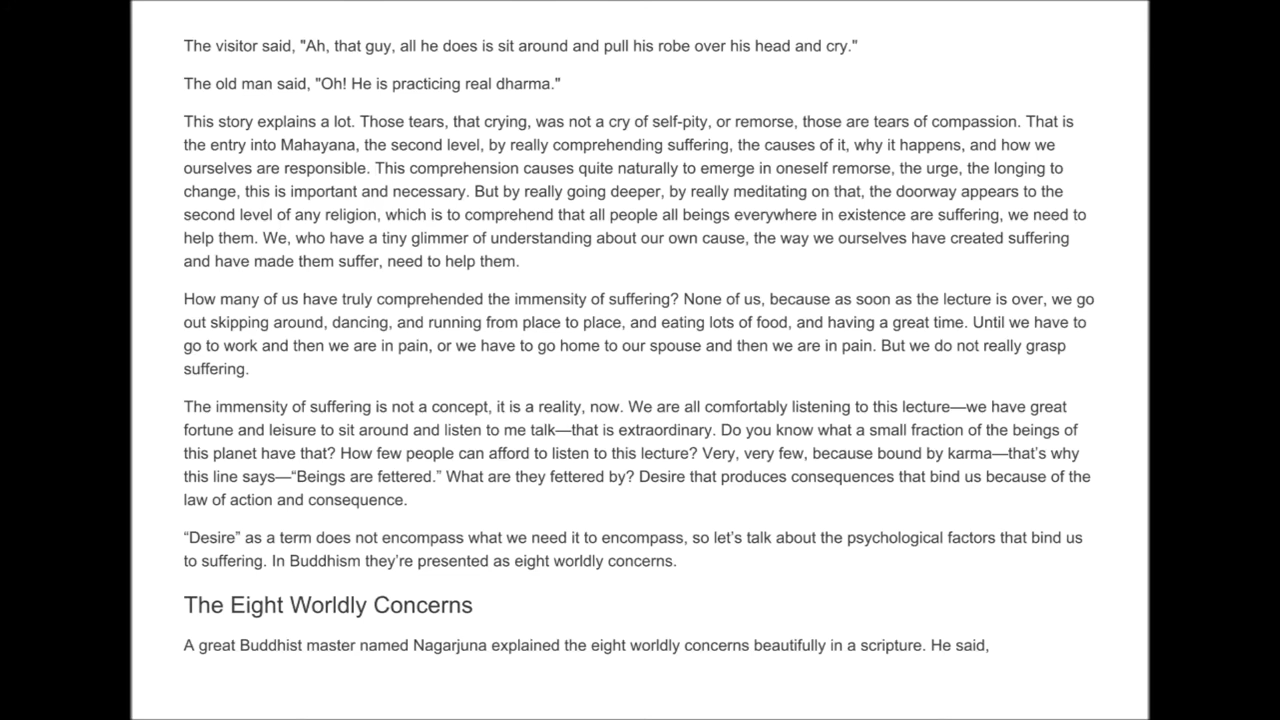 The visitor said, "Ah, that guy, all he does is sit around and pull his robe over his head and cry."
The old man said, "Oh! He is practicing real dharma."
This story explains a lot. Those tears, that crying, was not a cry of self-pity, or remorse, those are tears of compassion. That is
the entry into Mahayana, the second level, by really comprehending suffering, the causes of it, why it happens, and how we
ourselves are responsible. This comprehension causes quite naturally to emerge in oneself remorse, the urge, the longing to
change, this is important and necessary. But by really going deeper, by really meditating on that, the doorway appears to the
second level of any religion, which is to comprehend that all people all beings everywhere in existence are suffering, we need to
help them. We, who have a tiny glimmer of understanding about our own cause, the way we ourselves have created suffering
and have made them suffer, need to help them.
How many of us have truly comprehended the immensity of suffering? None of us, because as soon as the lecture is over, we go
out skipping around, dancing, and running from place to place, and eating lots of food, and having a great time. Until we have to
go to work and then we are in pain, or we have to go home to our spouse and then we are in pain. But we do not really grasp
suffering.
The immensity of suffering is not a concept, it is a reality, now. We are all comfortably listening to this lecture—we have great
fortune and leisure to sit around and listen to me talk—that is extraordinary. Do you know what a small fraction of the beings of
this planet have that? How few people can afford to listen to this lecture? Very, very few, because bound by karma—that's why
this line says—“Beings are fettered.” What are they fettered by? Desire that produces consequences that bind us because of the
law of action and consequence.
“Desire” as a term does not encompass what we need it to encompass, so let’s talk about the psychological factors that bind us
to suffering. In Buddhism they’re presented as eight worldly concerns.
The Eight Worldly Concerns
A great Buddhist master named Nagarjuna explained the eight worldly concerns beautifully in a scripture. He said,